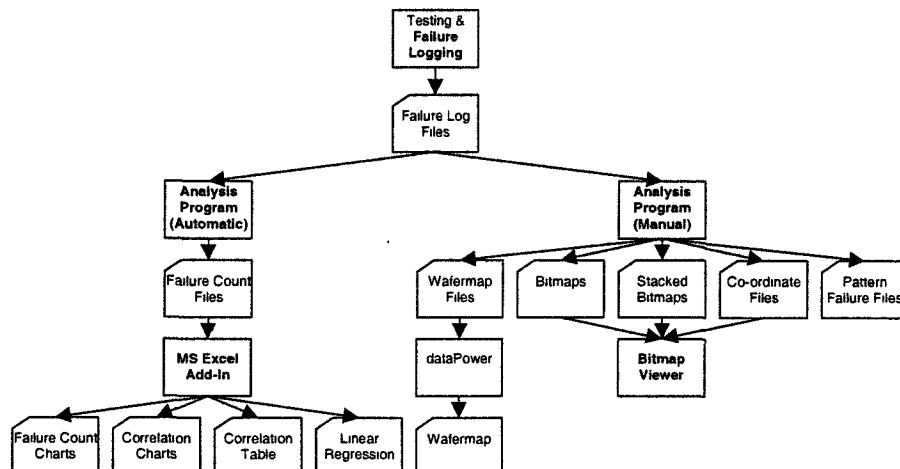 Testing &
Failure
Logging
Failure Log
Files
Analysis
Program
(Automatic)
Analysis
Program
(Manual)
Failure Count
Files
Wafermap
Files
Bitmaps
Stacked
Bitmaps
Co-ordinate
Files
Pattern
Failure Files
MS Excel
Add-In
dataPower
Bitmap
Viewer
Failure Count
Charts
Correlation
Charts
Correlation
Table
Linear
Regression
Wafermap